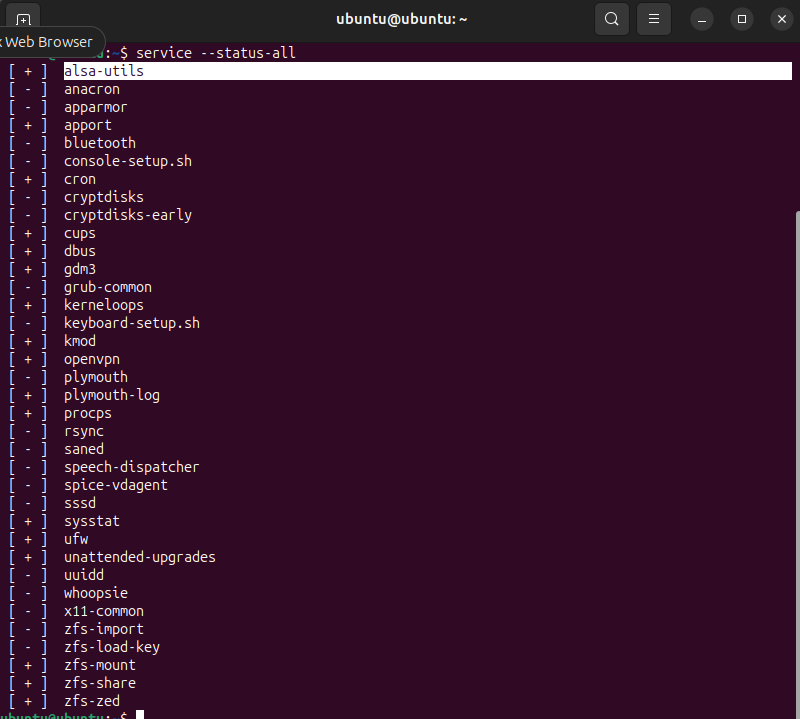 ubuntu@ubuntu: ~
Web Browser
:~$ service --status-all
[ + ]  alsa-utils
[ - ]  anacron
[ - ]  apparmor
[ + ]  apport
[ - ]  bluetooth
[ - ]  console-setup.sh
[ + ]  cron
[ - ]  cryptdisks
[ - ]  cryptdisks-early
[ + ]  cups
[ + ]  dbus
[ + ]  gdm3
[ - ]  grub-common
[ + ]  kerneloops
[ - ]  keyboard-setup.sh
[ + ]  kmod
[ + ]  openvpn
[ - ]  plymouth
[ + ]  plymouth-log
[ + ]  procps
[ - ]  rsync
[ - ]  saned
[ - ]  speech-dispatcher
[ - ]  spice-vdagent
[ - ]  sssd
[ + ]  sysstat
[ + ]  ufw
[ + ]  unattended-upgrades
[ - ]  uuidd
[ - ]  whoopsie
[ - ]  x11-common
[ - ]  zfs-import
[ - ]  zfs-load-key
[ + ]  zfs-mount
[ + ]  zfs-share
[ + ]  zfs-zed
ubuntu@ubuntu:~$